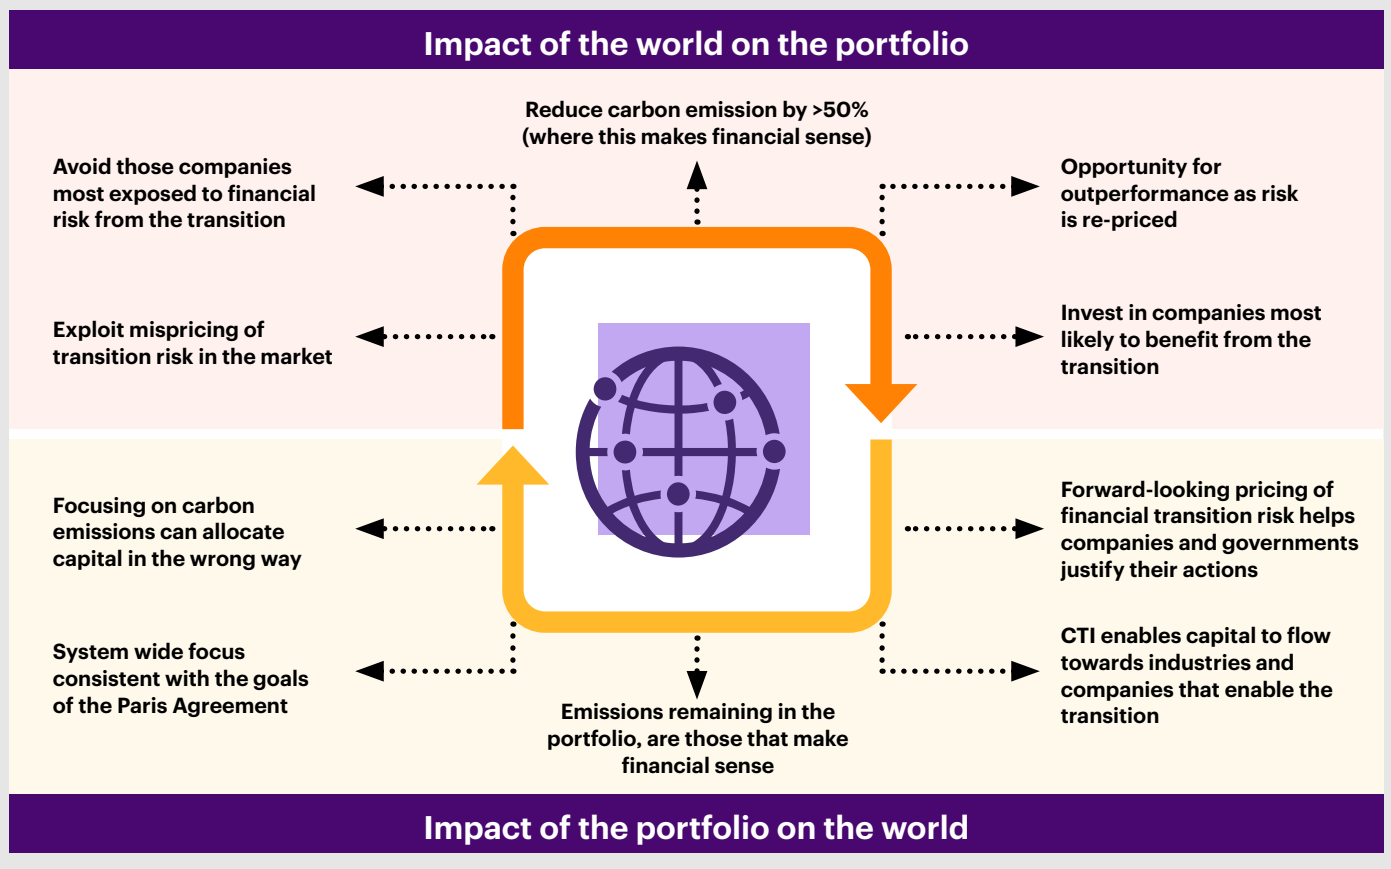 Impact of the world on the portfolio
Reduce carbon emission by >50%
(where this makes financial sense)
Avoid those companies
most exposed to financial
risk from the transition
Opportunity for
outperformance as risk
is re-priced
Exploit mispricing of
transition risk in the market
Invest in companies most
likely to benefit from the
transition
Focusing on carbon
emissions can allocate
capital in the wrong way
Forward-looking pricing of
financial transition risk helps
companies and governments
justify their actions
System wide focus
consistent with the goals
of the Paris Agreement
CTI enables capital to flow
towards industries and
companies that enable the
transition
Emissions remaining in the
portfolio, are those that make
financial sense
Impact of the portfolio on the world